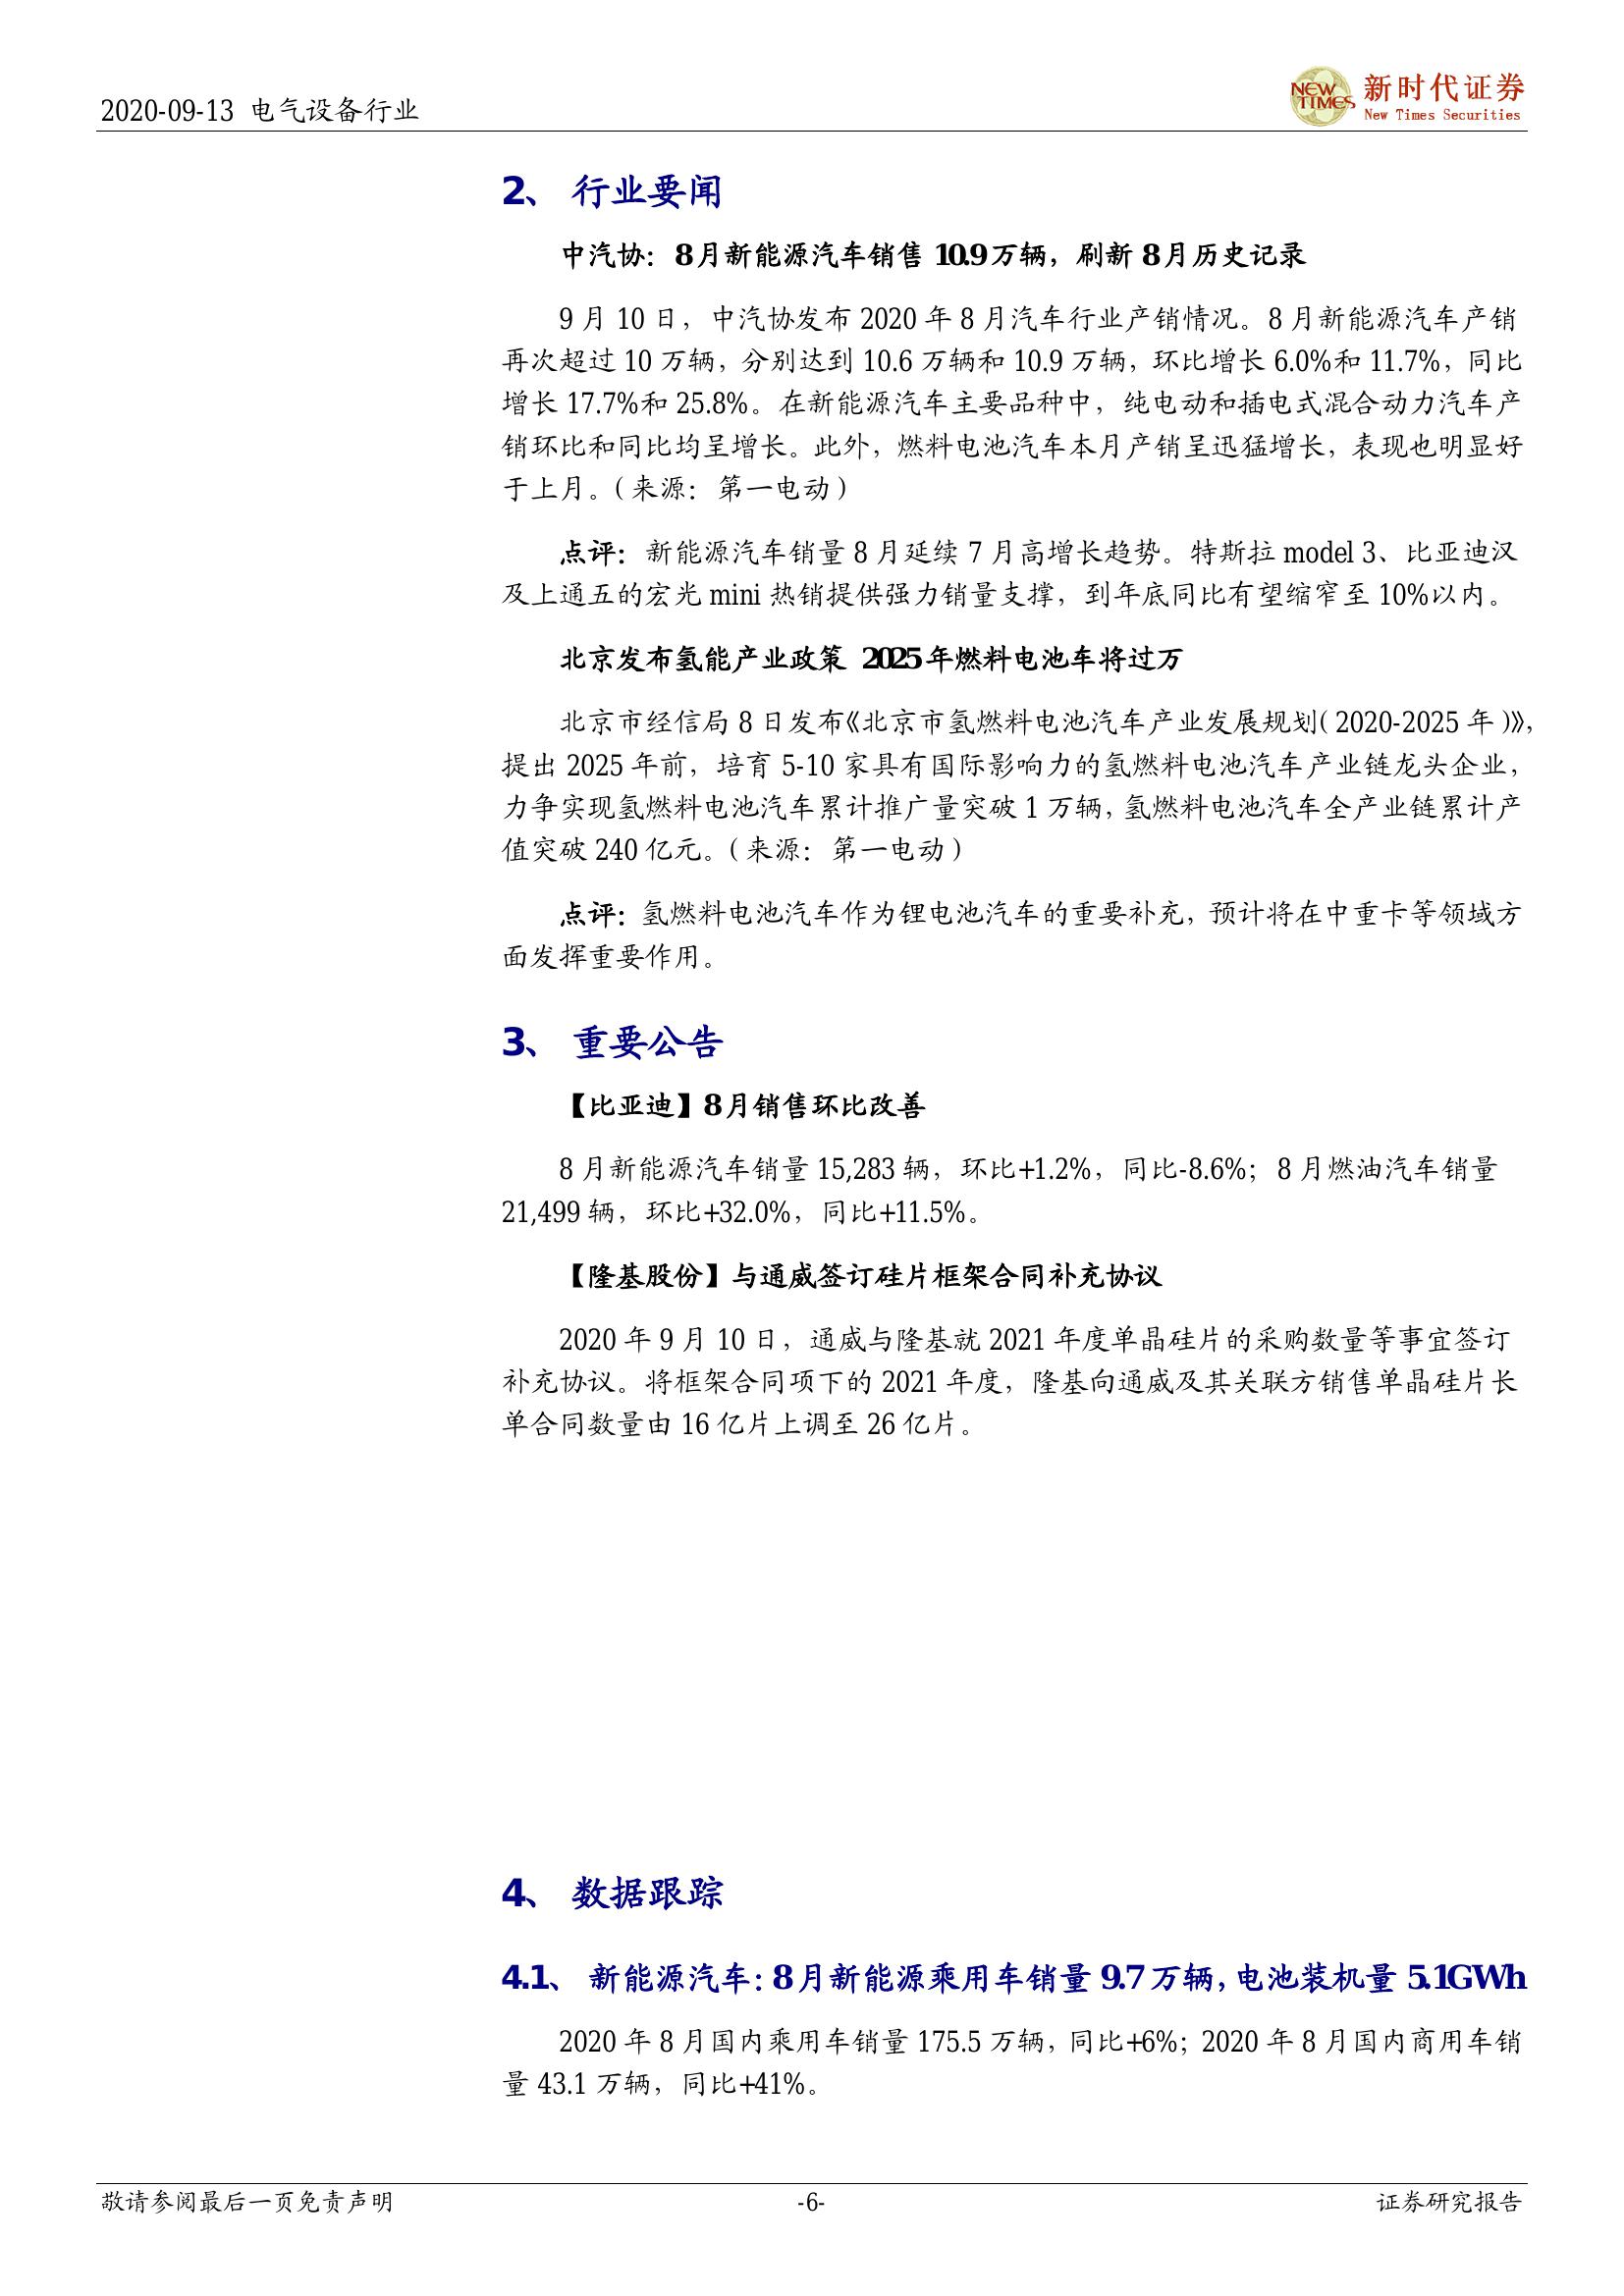 2020-09-13 电气设备行业
NEW TIMES 新时代证券
New Times Securities
2、 行业要闻
中汽协：8月新能源汽车销售 10.9万辆，刷新 8月历史记录
9 月 10 日，中汽协发布 2020 年 8 月汽车行业产销情况。8 月新能源汽车产销
再次超过 10 万辆，分别达到 10.6 万辆和 10.9 万辆，环比增长 6.0%和 11.7%，同比
增长 17.7%和 25.8%。在新能源汽车主要品种中，纯电动和插电式混合动力汽车产
销环比和同比均呈增长。此外，燃料电池汽车本月产销呈迅猛增长，表现也明显好
于上月。（来源：第一电动）
点评：新能源汽车销量 8 月延续 7 月高增长趋势。特斯拉 model 3、比亚迪汉
及上通五的宏光 mini 热销提供强力销量支撑，到年底同比有望缩窄至 10%以内。
北京发布氢能产业政策 2025年燃料电池车将过万
北京市经信局 8 日发布《北京市氢燃料电池汽车产业发展规划（2020-2025 年）》，
提出 2025 年前，培育 5-10 家具有国际影响力的氢燃料电池汽车产业链龙头企业，
力争实现氢燃料电池汽车累计推广量突破 1 万辆，氢燃料电池汽车全产业链累计产
值突破 240 亿元。（来源：第一电动）
点评：氢燃料电池汽车作为锂电池汽车的重要补充，预计将在中重卡等领域方
面发挥重要作用。
3、 重要公告
【比亚迪】8月销售环比改善
8 月新能源汽车销量 15,283 辆，环比+1.2%，同比-8.6%；8 月燃油汽车销量
21,499 辆，环比+32.0%，同比+11.5%。
【隆基股份】与通威签订硅片框架合同补充协议
2020 年 9 月 10 日，通威与隆基就 2021 年度单晶硅片的采购数量等事宜签订
补充协议。将框架合同项下的 2021 年度，隆基向通威及其关联方销售单晶硅片长
单合同数量由 16 亿片上调至 26 亿片。
4、 数据跟踪
4.1、 新能源汽车：8月新能源乘用车销量 9.7万辆，电池装机量 5.1GWh
2020 年 8 月国内乘用车销量 175.5 万辆，同比+6%；2020 年 8 月国内商用车销
量 43.1 万辆，同比+41%。
敬请参阅最后一页免责声明 -6- 证券研究报告